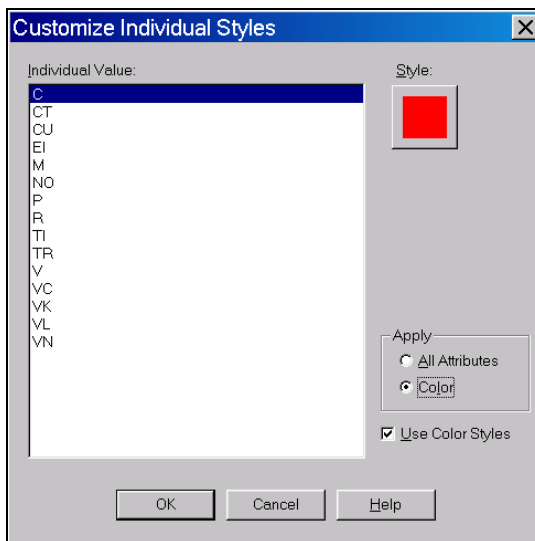 Customize Individual Styles
Individual Value:
Style:
C
CT
CU
EI
M
NO
P
R
TI
TR
V
VC
VK
VL
VN
Apply
All Attributes
Color
Use Color Styles
OK
Cancel
Help